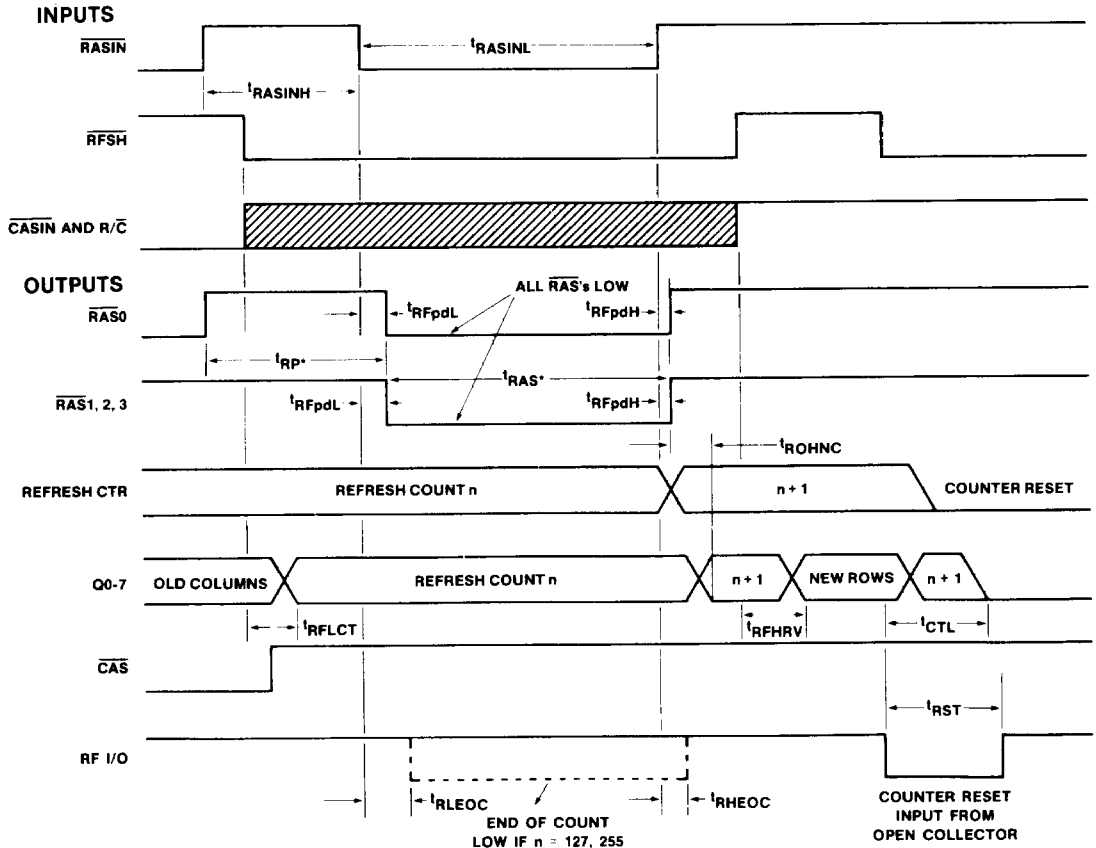 INPUTS
RASIN
tRASINL
tRASINH
RFSH
CASIN AND R/C
OUTPUTS
ALL RAS's LOW
RAS0
tRFpdL
tRFpdH
tRP*
tRAS*
RAS1, 2, 3
tRFpdL
tRFpdH
tROHNC
REFRESH CTR
REFRESH COUNT n
n + 1
COUNTER RESET
Q0-7
OLD COLUMNS
REFRESH COUNT n
n + 1
NEW ROWS
n + 1
tRFLCT
tRFHRV
tCTL
CAS
tRST
RF I/O
tRLEOC
tRHEOC
END OF COUNT
LOW IF n = 127, 255
COUNTER RESET
INPUT FROM
OPEN COLLECTOR